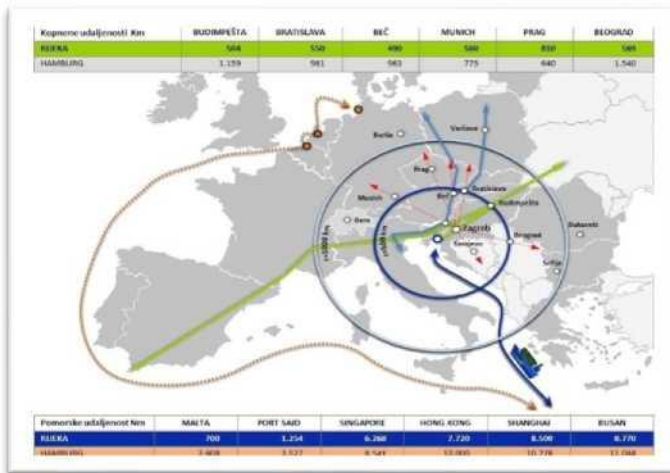 Kopnene udaljenosti Km BUDIMPEŠTA BRATISLAVA BEČ MUNICH PRAG BEOGRAD
RIJEKA 504 550 490 580 810 569
HAMBURG 1.159 981 983 775 640 1.540
Berlin
Varšava
Prag
Bratislava
Munich
Beč
Budimpešta
Bern
Zagreb
Bukurešt
Beograd
Sarajevo
Sofija
Pomorske udaljenost Nm MALTA PORT SAID SINGAPORE HONG KONG SHANGHAI BUSAN
RIJEKA 700 1.254 6.260 7.720 8.500 8.770
HAMBURG